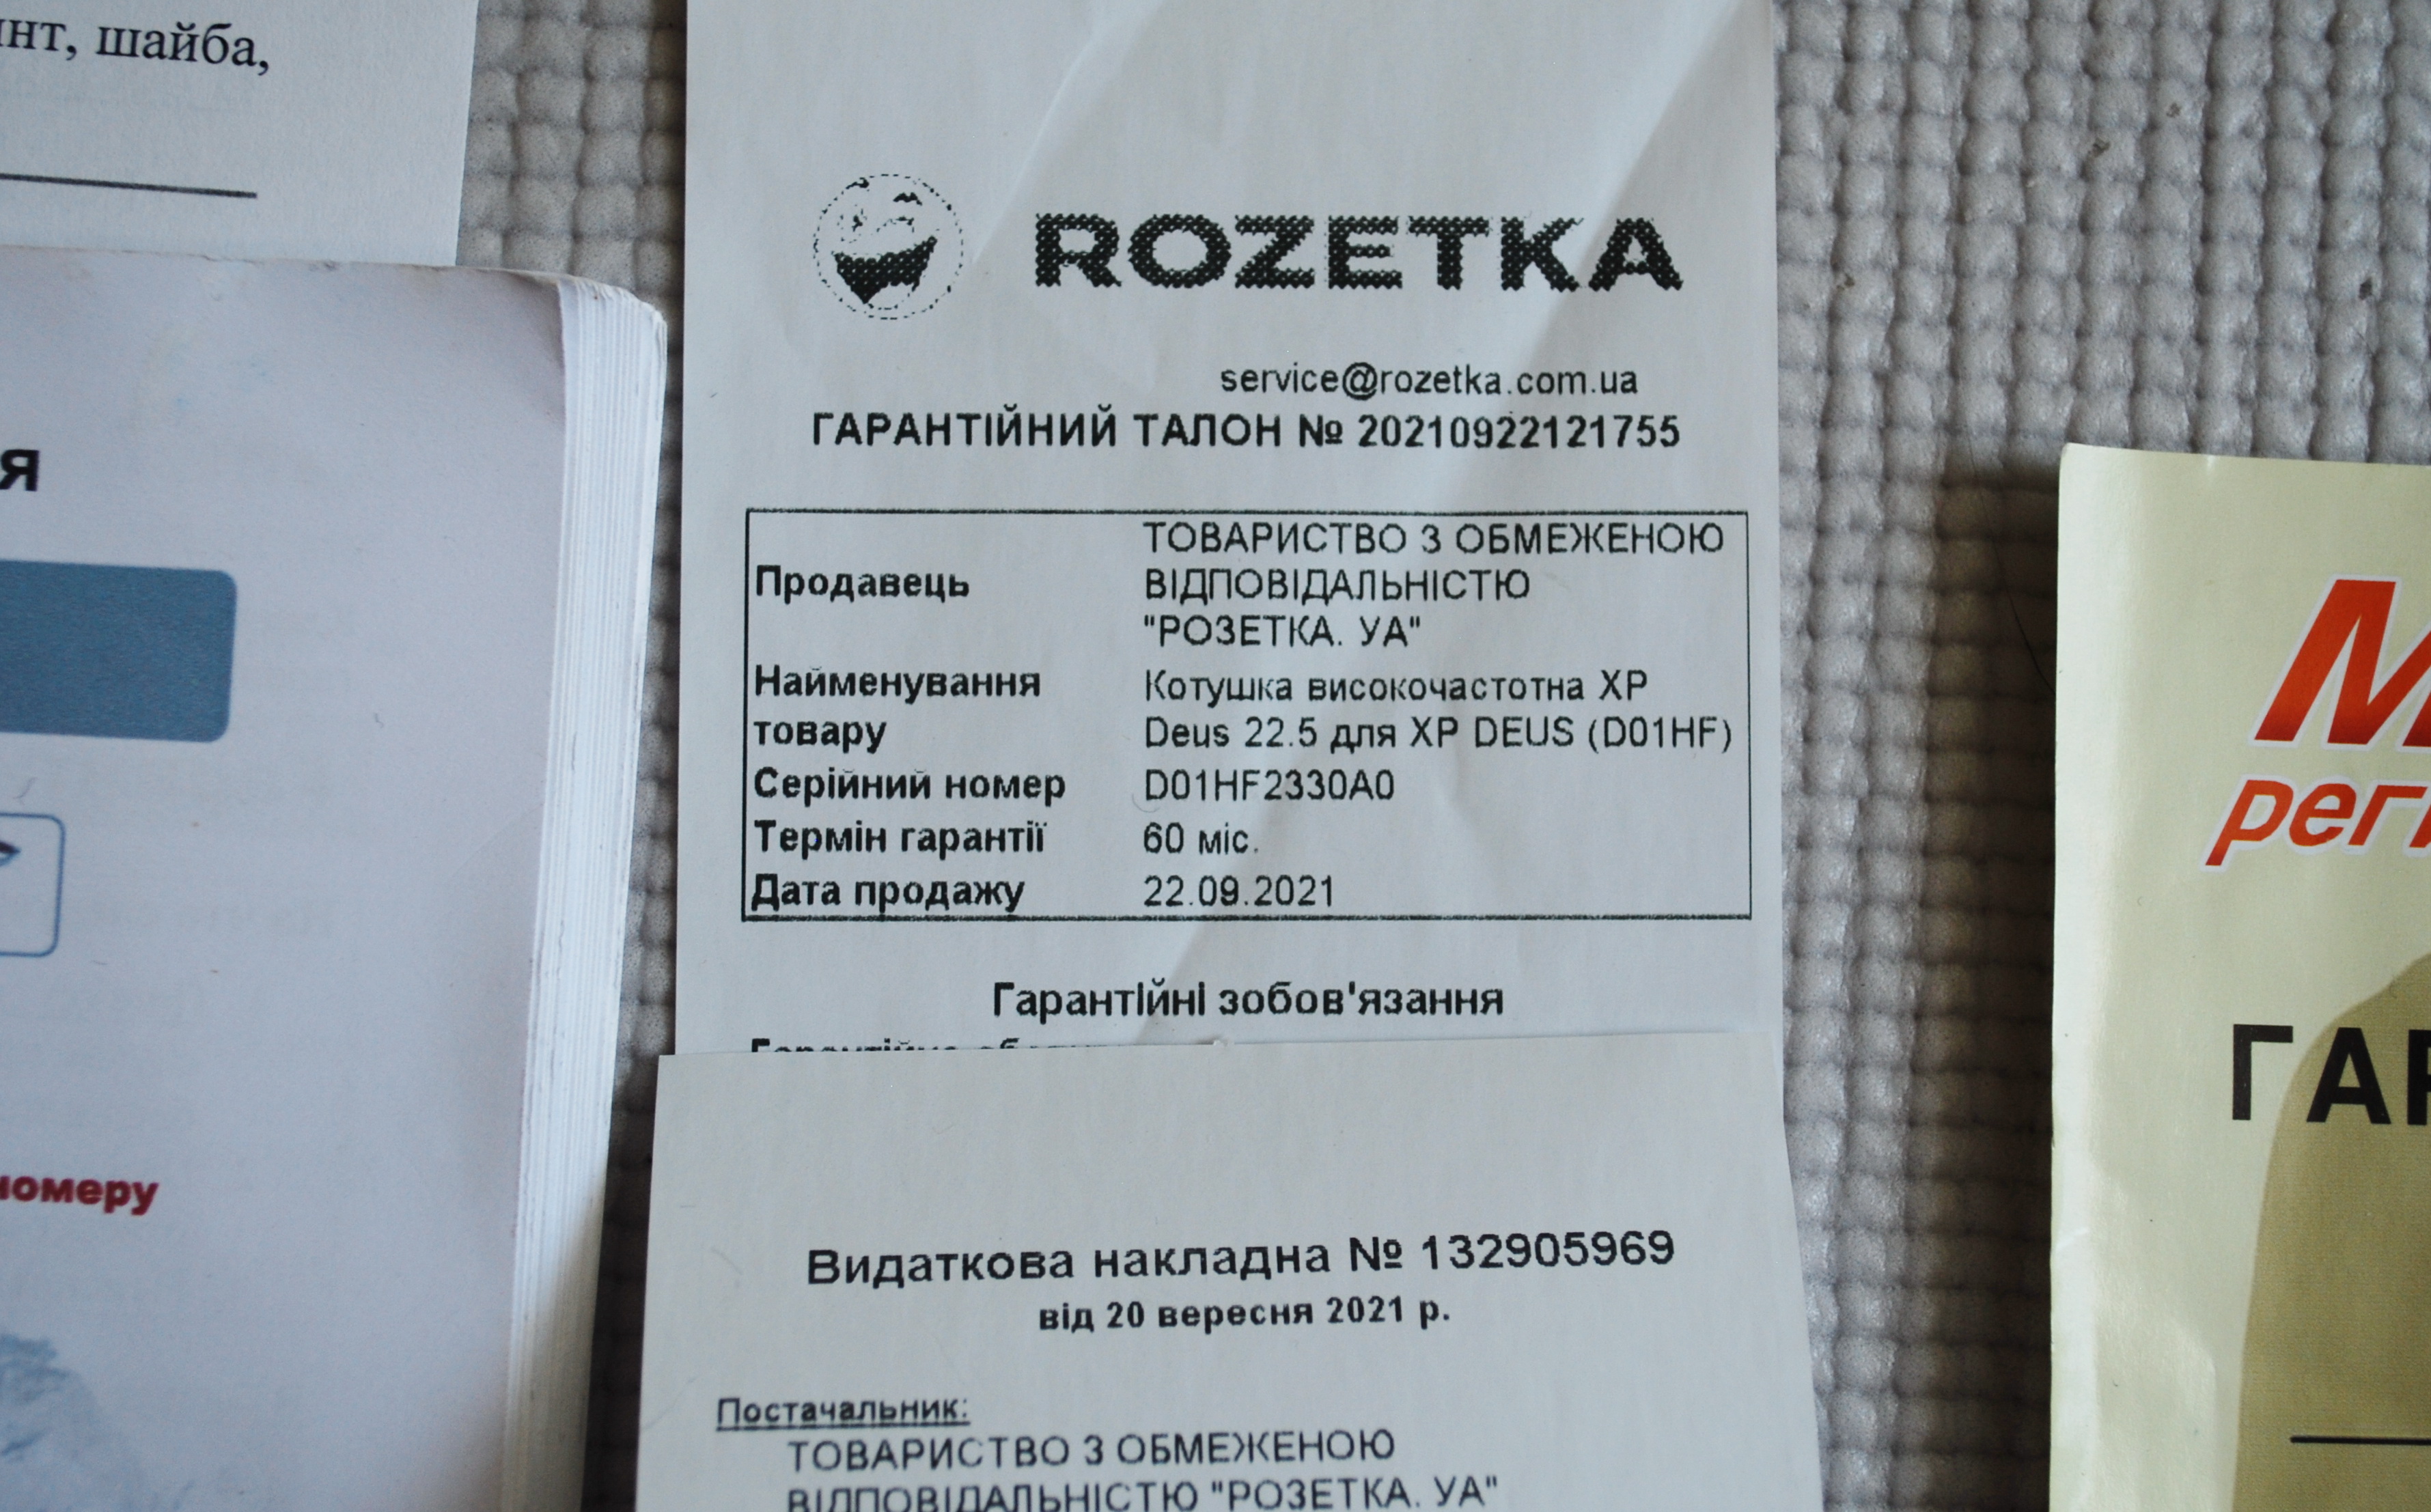 шайба,
ROZETKA
service@rozetka.com.ua
ГАРАНТІЙНИЙ ТАЛОН № 20210922121755
Продавець
ТОВАРИСТВО З ОБМЕЖЕНОЮ
ВІДПОВІДАЛЬНІСТЮ
"РОЗЕТКА. УА"
Найменування
товару
Котушка високочастотна XP
Deus 22.5 для XP DEUS (D01HF)
Серійний номер D01HF2330A0
Термін гарантії 60 міс.
Дата продажу 22.09.2021
Гарантійні зобов'язання
Видаткова накладна № 132905969
від 20 вересня 2021 р.
Постачальник:
ТОВАРИСТВО З ОБМЕЖЕНОЮ
ВІДПОВІДАЛЬНІСТЮ "РОЗЕТКА. УА"
номеру